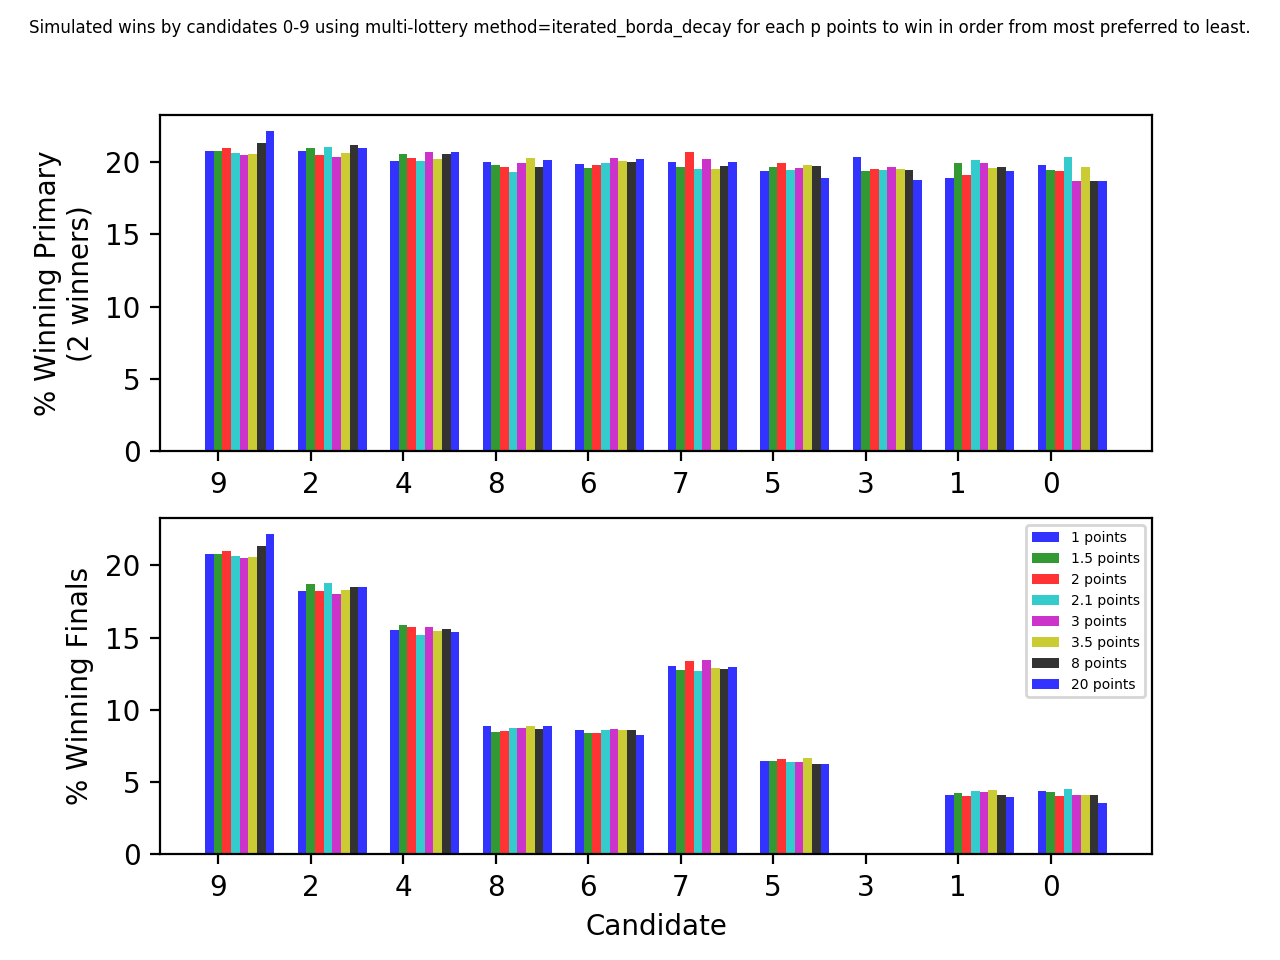 Simulated wins by candidates 0-9 using multi-lottery method=iterated_borda_decay for each p points to win in order from most preferred to least.
% Winning Primary
(2 winners)
20
15
10
5
0
9 2 4 8 6 7 5 3 1 0
% Winning Finals
20
15
10
5
0
1 points
1.5 points
2 points
2.1 points
3 points
3.5 points
8 points
20 points
9 2 4 8 6 7 5 3 1 0
Candidate